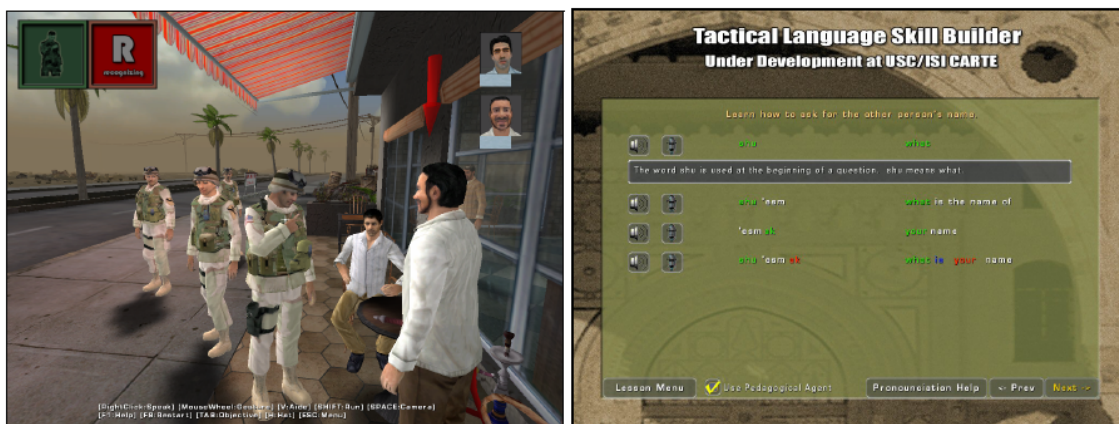 R
recognizing
[RightClick:Speak] [MouseWheel:Gesture] [V:Aide] [SHIFT:Run] [SPACE:Camera]
[F1:Help] [F8:Restart] [TAB:Objective] [H:Hat] [ESC:Menu]
Tactical Language Skill Builder
Under Development at USC/ISI CARTE
Learn how to ask for the other person's name.
shu what
The word shu is used at the beginning of a question. shu means what.
shu 'esm what is the name of
'esm ak your name
shu 'esm ak what is your name
Lesson Menu Use Pedagogical Agent Pronounciation Help <- Prev Next ->